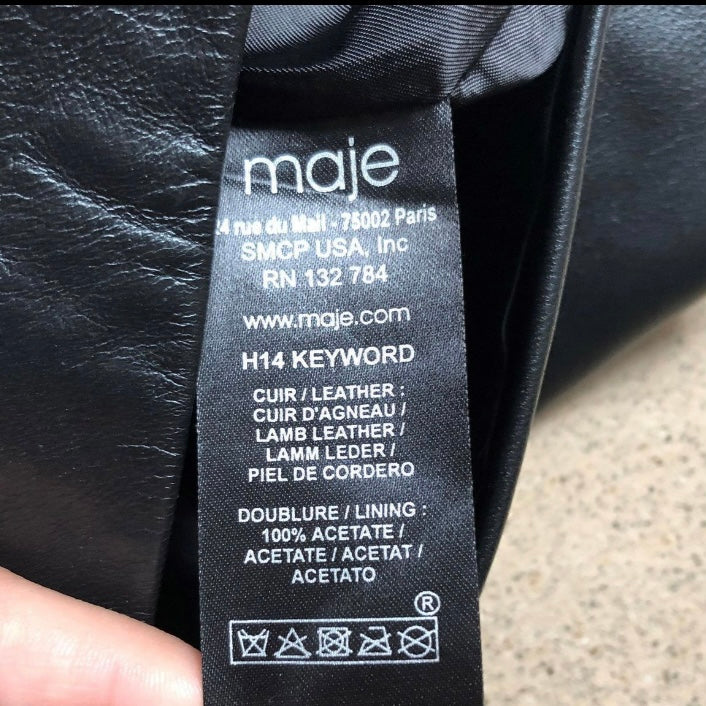 maje
24 rue du Mail - 75002 Paris
SMCP USA, Inc
RN 132 784
www.maje.com
H14 KEYWORD
CUIR / LEATHER :
CUIR D'AGNEAU /
LAMB LEATHER /
LAMM LEDER /
PIEL DE CORDERO
DOUBLURE / LINING :
100% ACETATE /
ACETATE / ACETAT /
ACETATO
®